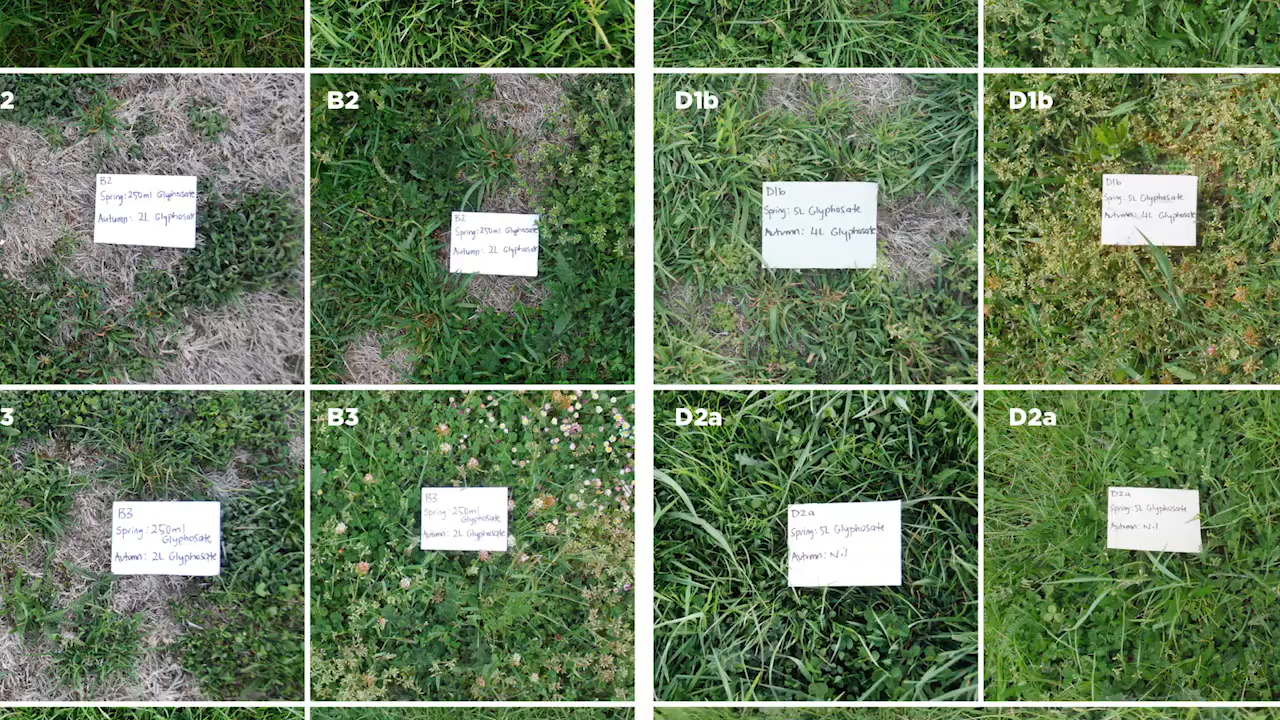 2
B2
Spring: 250ml Glyphosate
Autumn: 2L Glyphosat
B2
B2
Spring: 250ml Glyphosate
Autumn: 2L Glyphosat
D1b
D1b
Spring: 5L Glyphosate
Autumn: 4L Glyphosate
D1b
D1b
Spring: 5L Glyphosate
Autumn: 4L Glyphosate
3
B3
Spring: 250ml
Glyphosate
Autumn: 2L Glyphosate
B3
B3
Spring: 250ml
Glyphosate
Autumn: 2L Glyphosate
D2a
D2a
Spring: 5L Glyphosate
Autumn: Nil
D2a
D2a
Spring: 5L Glyphosate
Autumn: Nil